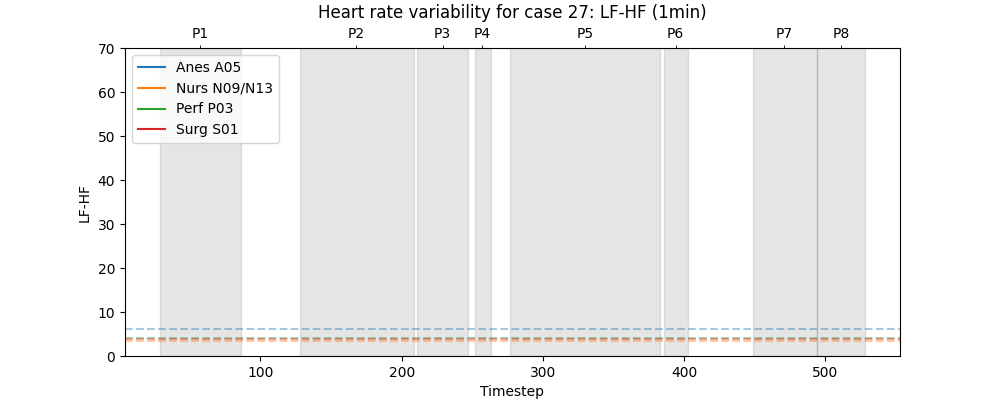 Heart rate variability for case 27: LF-HF (1min)
P1 P2 P3 P4 P5 P6 P7 P8
Anes A05
Nurs N09/N13
Perf P03
Surg S01
LF-HF
70
60
50
40
30
20
10
0
100 200 300 400 500
Timestep